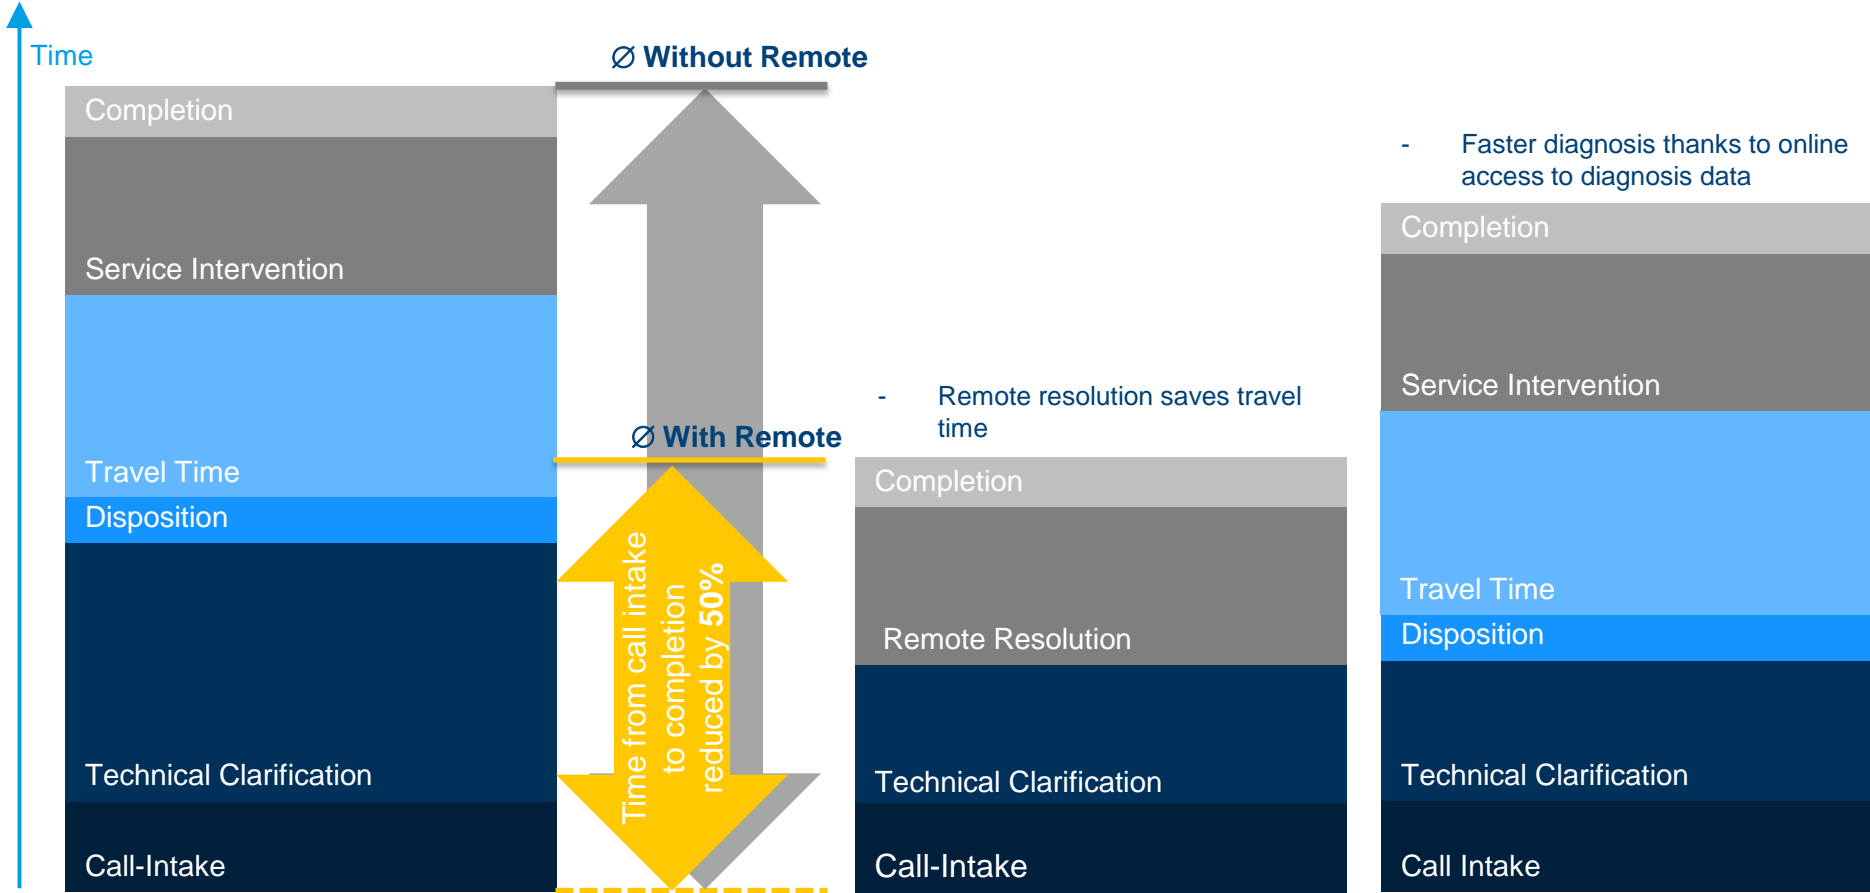 Time
Completion
Service Intervention
Travel Time
Disposition
Technical Clarification
Call-Intake
∅ Without Remote
∅ With Remote
Time from call intake
to completion
reduced by 50%
- Remote resolution saves travel
time
Completion
Remote Resolution
Technical Clarification
Call-Intake
- Faster diagnosis thanks to online
access to diagnosis data
Completion
Service Intervention
Travel Time
Disposition
Technical Clarification
Call Intake